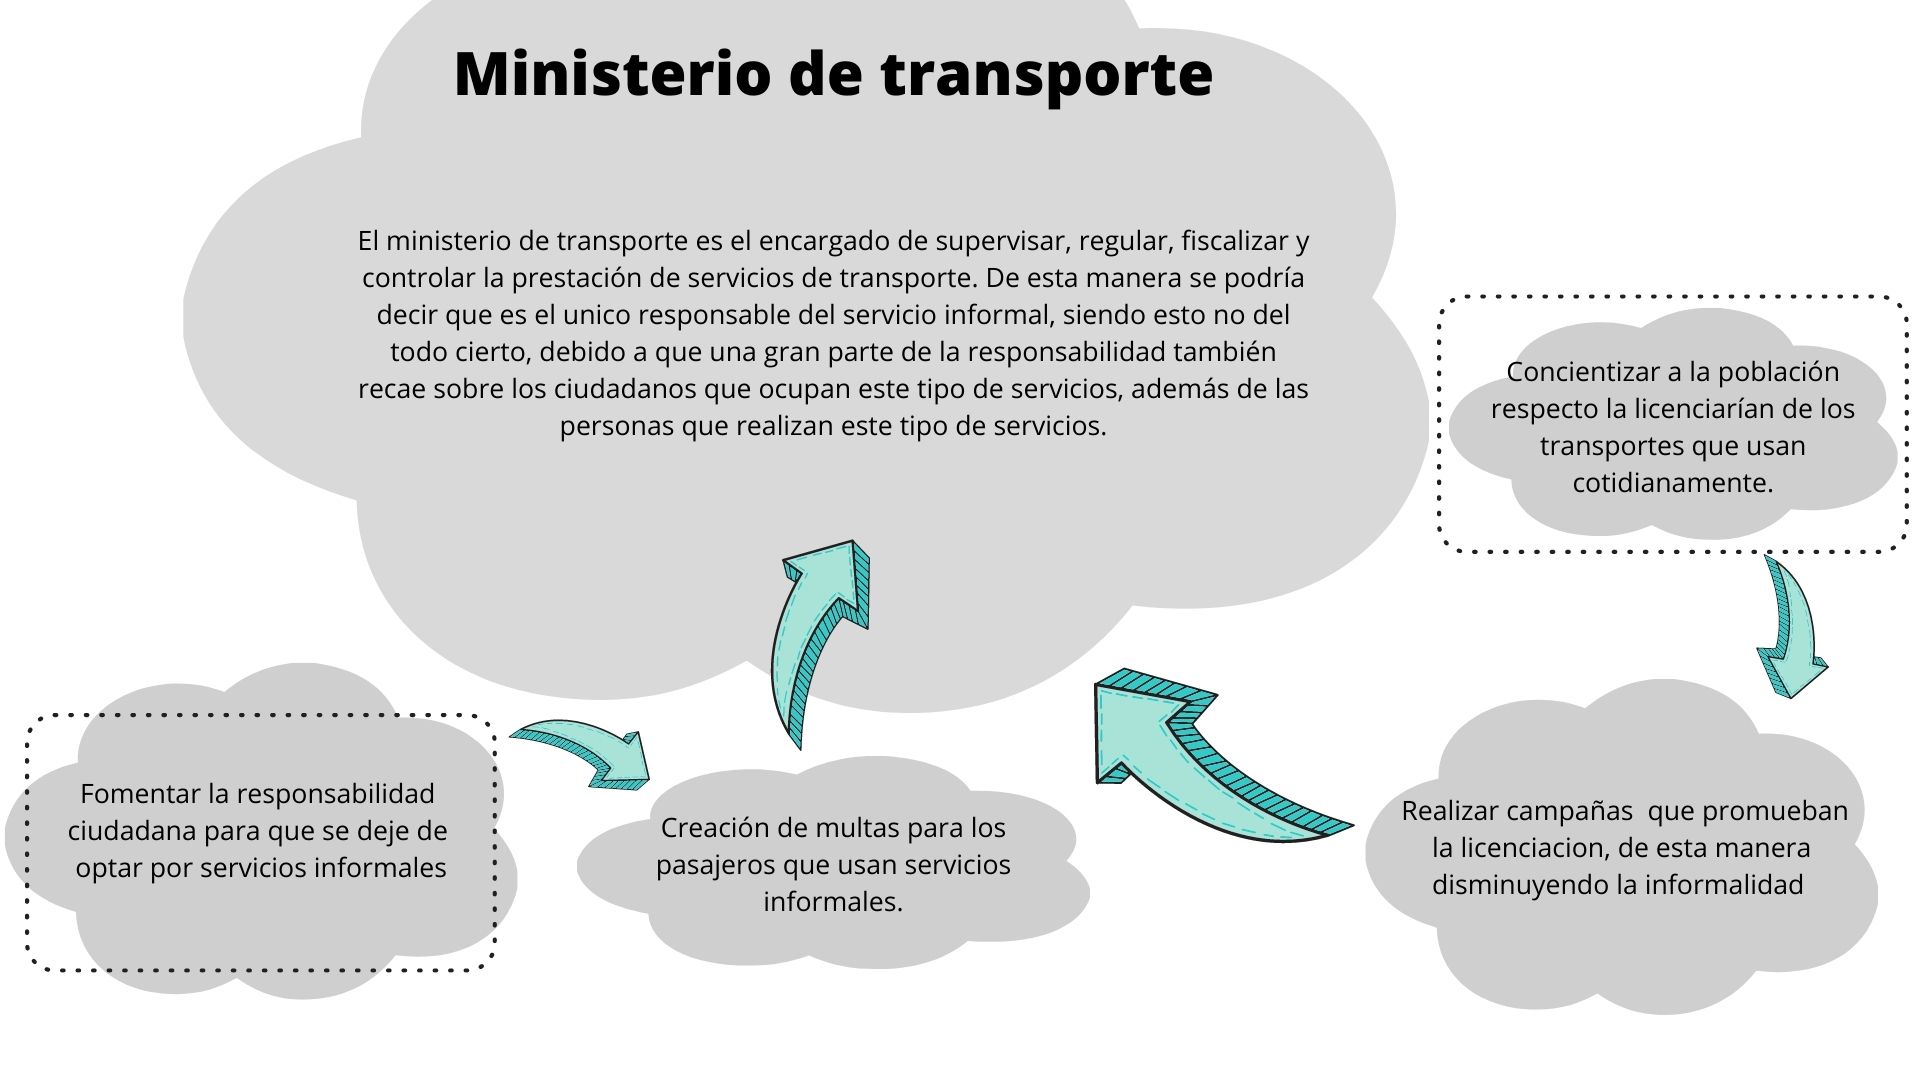 Ministerio de transporte
El ministerio de transporte es el encargado de supervisar, regular, fiscalizar y
controlar la prestación de servicios de transporte. De esta manera se podría
decir que es el unico responsable del servicio informal, siendo esto no del
todo cierto, debido a que una gran parte de la responsabilidad también
recae sobre los ciudadanos que ocupan este tipo de servicios, además de las
personas que realizan este tipo de servicios.
Concientizar a la población
respecto la licenciarían de los
transportes que usan
cotidianamente.
Fomentar la responsabilidad
ciudadana para que se deje de
optar por servicios informales
Creación de multas para los
pasajeros que usan servicios
informales.
Realizar campañas  que promueban
la licenciacion, de esta manera
disminuyendo la informalidad